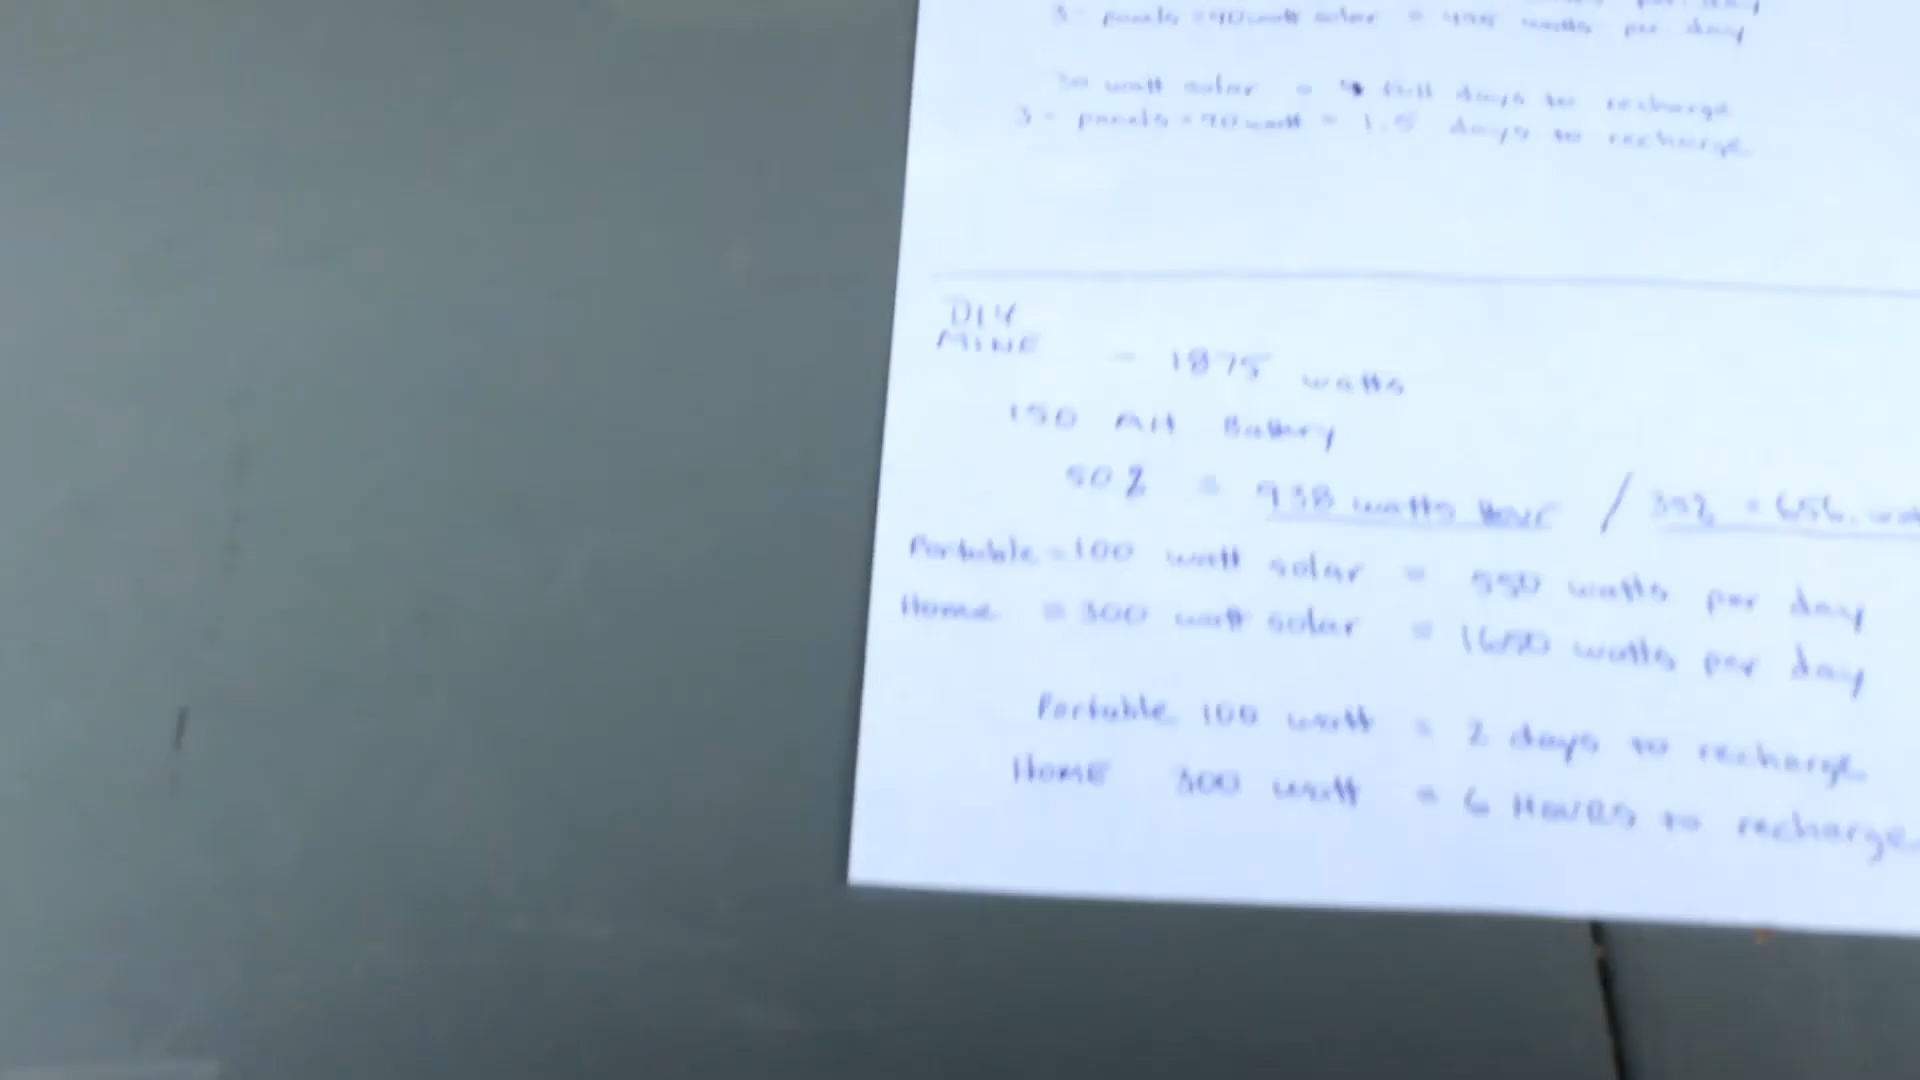 3 - panels = 90 watt solar = 495 watts per day
30 watt solar = full days to recharge
3 - panels = 90 watt = 1.5 days to recharge
DIY
MINE - 1875 watts
150 AH Battery
50% = 938 watts Hour / 35% = 656
Portable = 100 watt solar = 550 watts per day
Home = 300 watt solar = 1650 watts per day
Portable 100 watt = 2 days to recharge
Home 300 watt = 6 HOURS to recharge